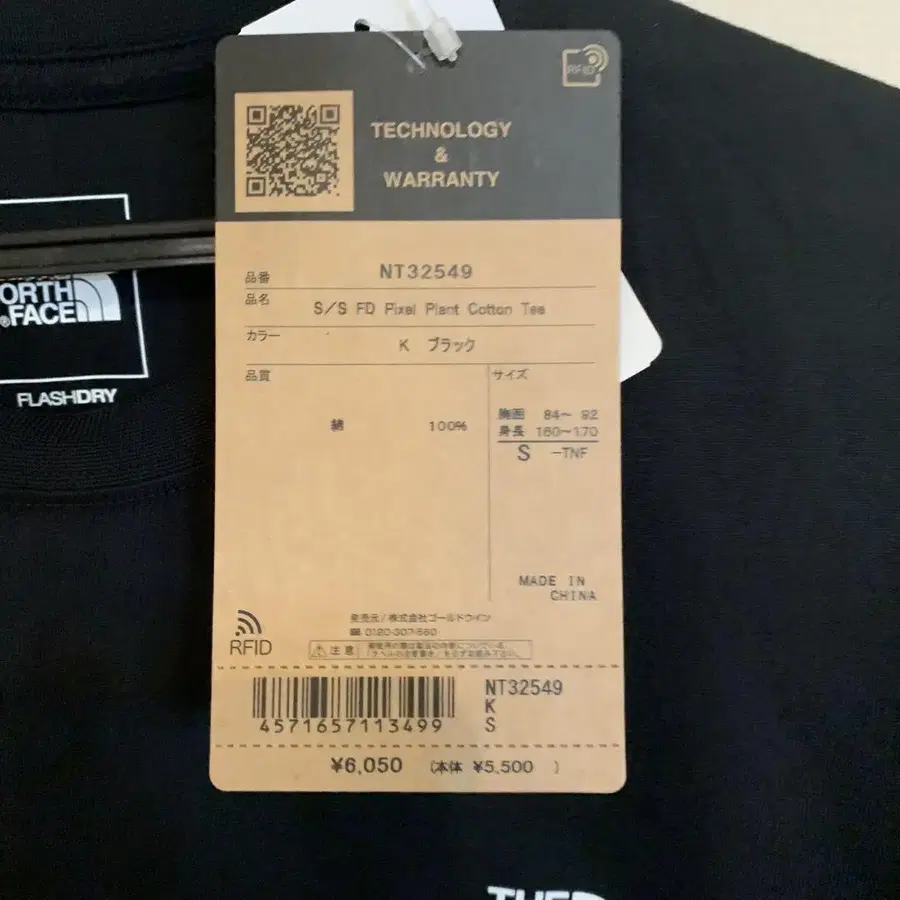 RFID
TECHNOLOGY
&
WARRANTY
ORTH
®FACE
FLASHDRY
品番 NT32549
品名 S/S FD Pixel Plant Cotton Tee
カラー K ブラック
品質 サイズ
綿 100%
胸囲 84~ 92
身長 160~170
S -TNF
MADE IN
CHINA
発売元/株式会社ゴールドウイン
☎ 0120-307-560
RFID
注意
4571657113499
NT32549
K
S
¥6,050 (本体 ¥5,500 )
THE